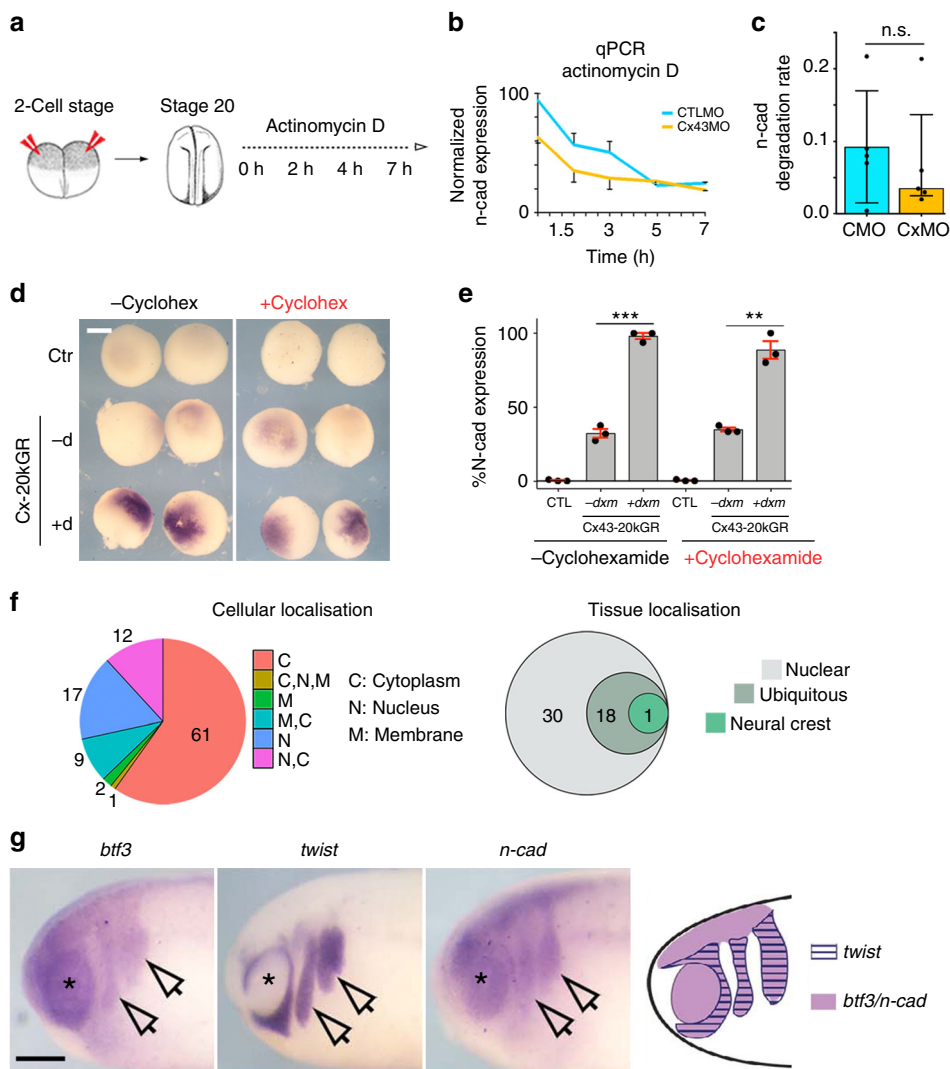 a
2-Cell stage
Stage 20
Actinomycin D
0 h 2 h 4 h 7 h
b
qPCR
actinomycin D
CTLMO
Cx43MO
Normalized
n-cad expression
100
0
1.5 3 5 7
Time (h)
c
n.s.
n-cad
degradation rate
0.2
0.1
0.0
CMO CxMO
d
–Cyclohex +Cyclohex
Ctr
Cx-20kGR
–d
+d
e
*** **
%N-cad expression
100
50
0
CTL –dxm +dxm CTL –dxm +dxm
Cx43-20kGR Cx43-20kGR
–Cyclohexamide +Cyclohexamide
f
Cellular localisation
12
17
9
2
1
61
C
C,N,M
M
M,C
N
N,C
C: Cytoplasm
N: Nucleus
M: Membrane
Tissue localisation
30 18 1
Nuclear
Ubiquitous
Neural crest
g
btf3 twist n-cad
* * *
twist
btf3/n-cad